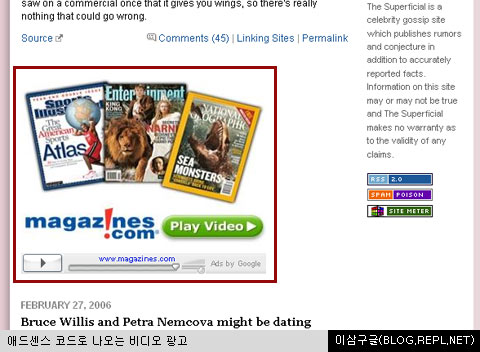 saw on a commercial once that it gives you wings, so there's really
nothing that could go wrong.
Source
Comments (45) | Linking Sites | Permalink
The Superficial is a
celebrity gossip site
which publishes rumors
and conjecture in
addition to accurately
reported facts.
Information on this site
may or may not be true
and The Superficial
makes no warranty as
to the validity of any
claims.
RSS 2.0
SPAM POISON
SITE METER
Sports Illustrated
The Great American Sports Atlas
Entertainment
KING KONG
NATIONAL GEOGRAPHIC
SEA MONSTERS
magaz!nes.com
Play Video
www.magazines.com
Ads by Google
FEBRUARY 27, 2006
Bruce Willis and Petra Nemcova might be dating
애드센스 코드로 나오는 비디오 광고
이삼구글(BLOG,REPL,NET)